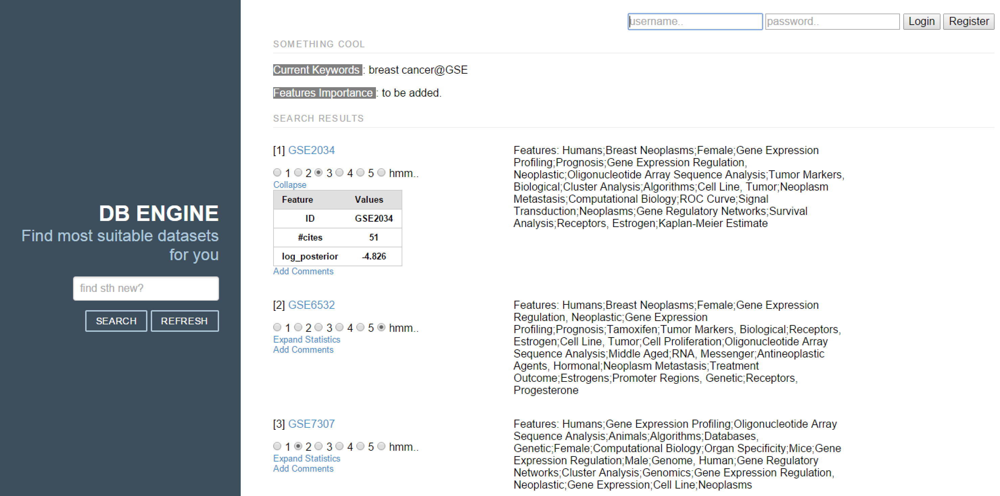 DB ENGINE
Find most suitable datasets
for you
find sth new?
SEARCH REFRESH
username.. password.. Login Register
SOMETHING COOL
Current Keywords : breast cancer@GSE
Features Importance : to be added.
SEARCH RESULTS
[1] GSE2034
1 2 3 4 5 hmm..
Collapse
Feature Values
ID GSE2034
#cites 51
log_posterior -4.826
Add Comments
Features: Humans;Breast Neoplasms;Female;Gene Expression
Profiling;Prognosis;Gene Expression Regulation,
Neoplastic;Oligonucleotide Array Sequence Analysis;Tumor Markers,
Biological;Cluster Analysis;Algorithms;Cell Line, Tumor;Neoplasm
Metastasis;Computational Biology;ROC Curve;Signal
Transduction;Neoplasms;Gene Regulatory Networks;Survival
Analysis;Receptors, Estrogen;Kaplan-Meier Estimate
[2] GSE6532
1 2 3 4 5 hmm..
Expand Statistics
Add Comments
Features: Humans;Breast Neoplasms;Female;Gene Expression
Regulation, Neoplastic;Gene Expression
Profiling;Prognosis;Tamoxifen;Tumor Markers, Biological;Receptors,
Estrogen;Cell Line, Tumor;Cell Proliferation;Oligonucleotide Array
Sequence Analysis;Middle Aged;RNA, Messenger;Antineoplastic
Agents, Hormonal;Neoplasm Metastasis;Treatment
Outcome;Estrogens;Promoter Regions, Genetic;Receptors,
Progesterone
[3] GSE7307
1 2 3 4 5 hmm..
Expand Statistics
Add Comments
Features: Humans;Gene Expression Profiling;Oligonucleotide Array
Sequence Analysis;Animals;Algorithms;Databases,
Genetic;Female;Computational Biology;Organ Specificity;Mice;Gene
Expression Regulation;Male;Genome, Human;Gene Regulatory
Networks;Cluster Analysis;Genomics;Gene Expression Regulation,
Neoplastic;Gene Expression;Cell Line;Neoplasms